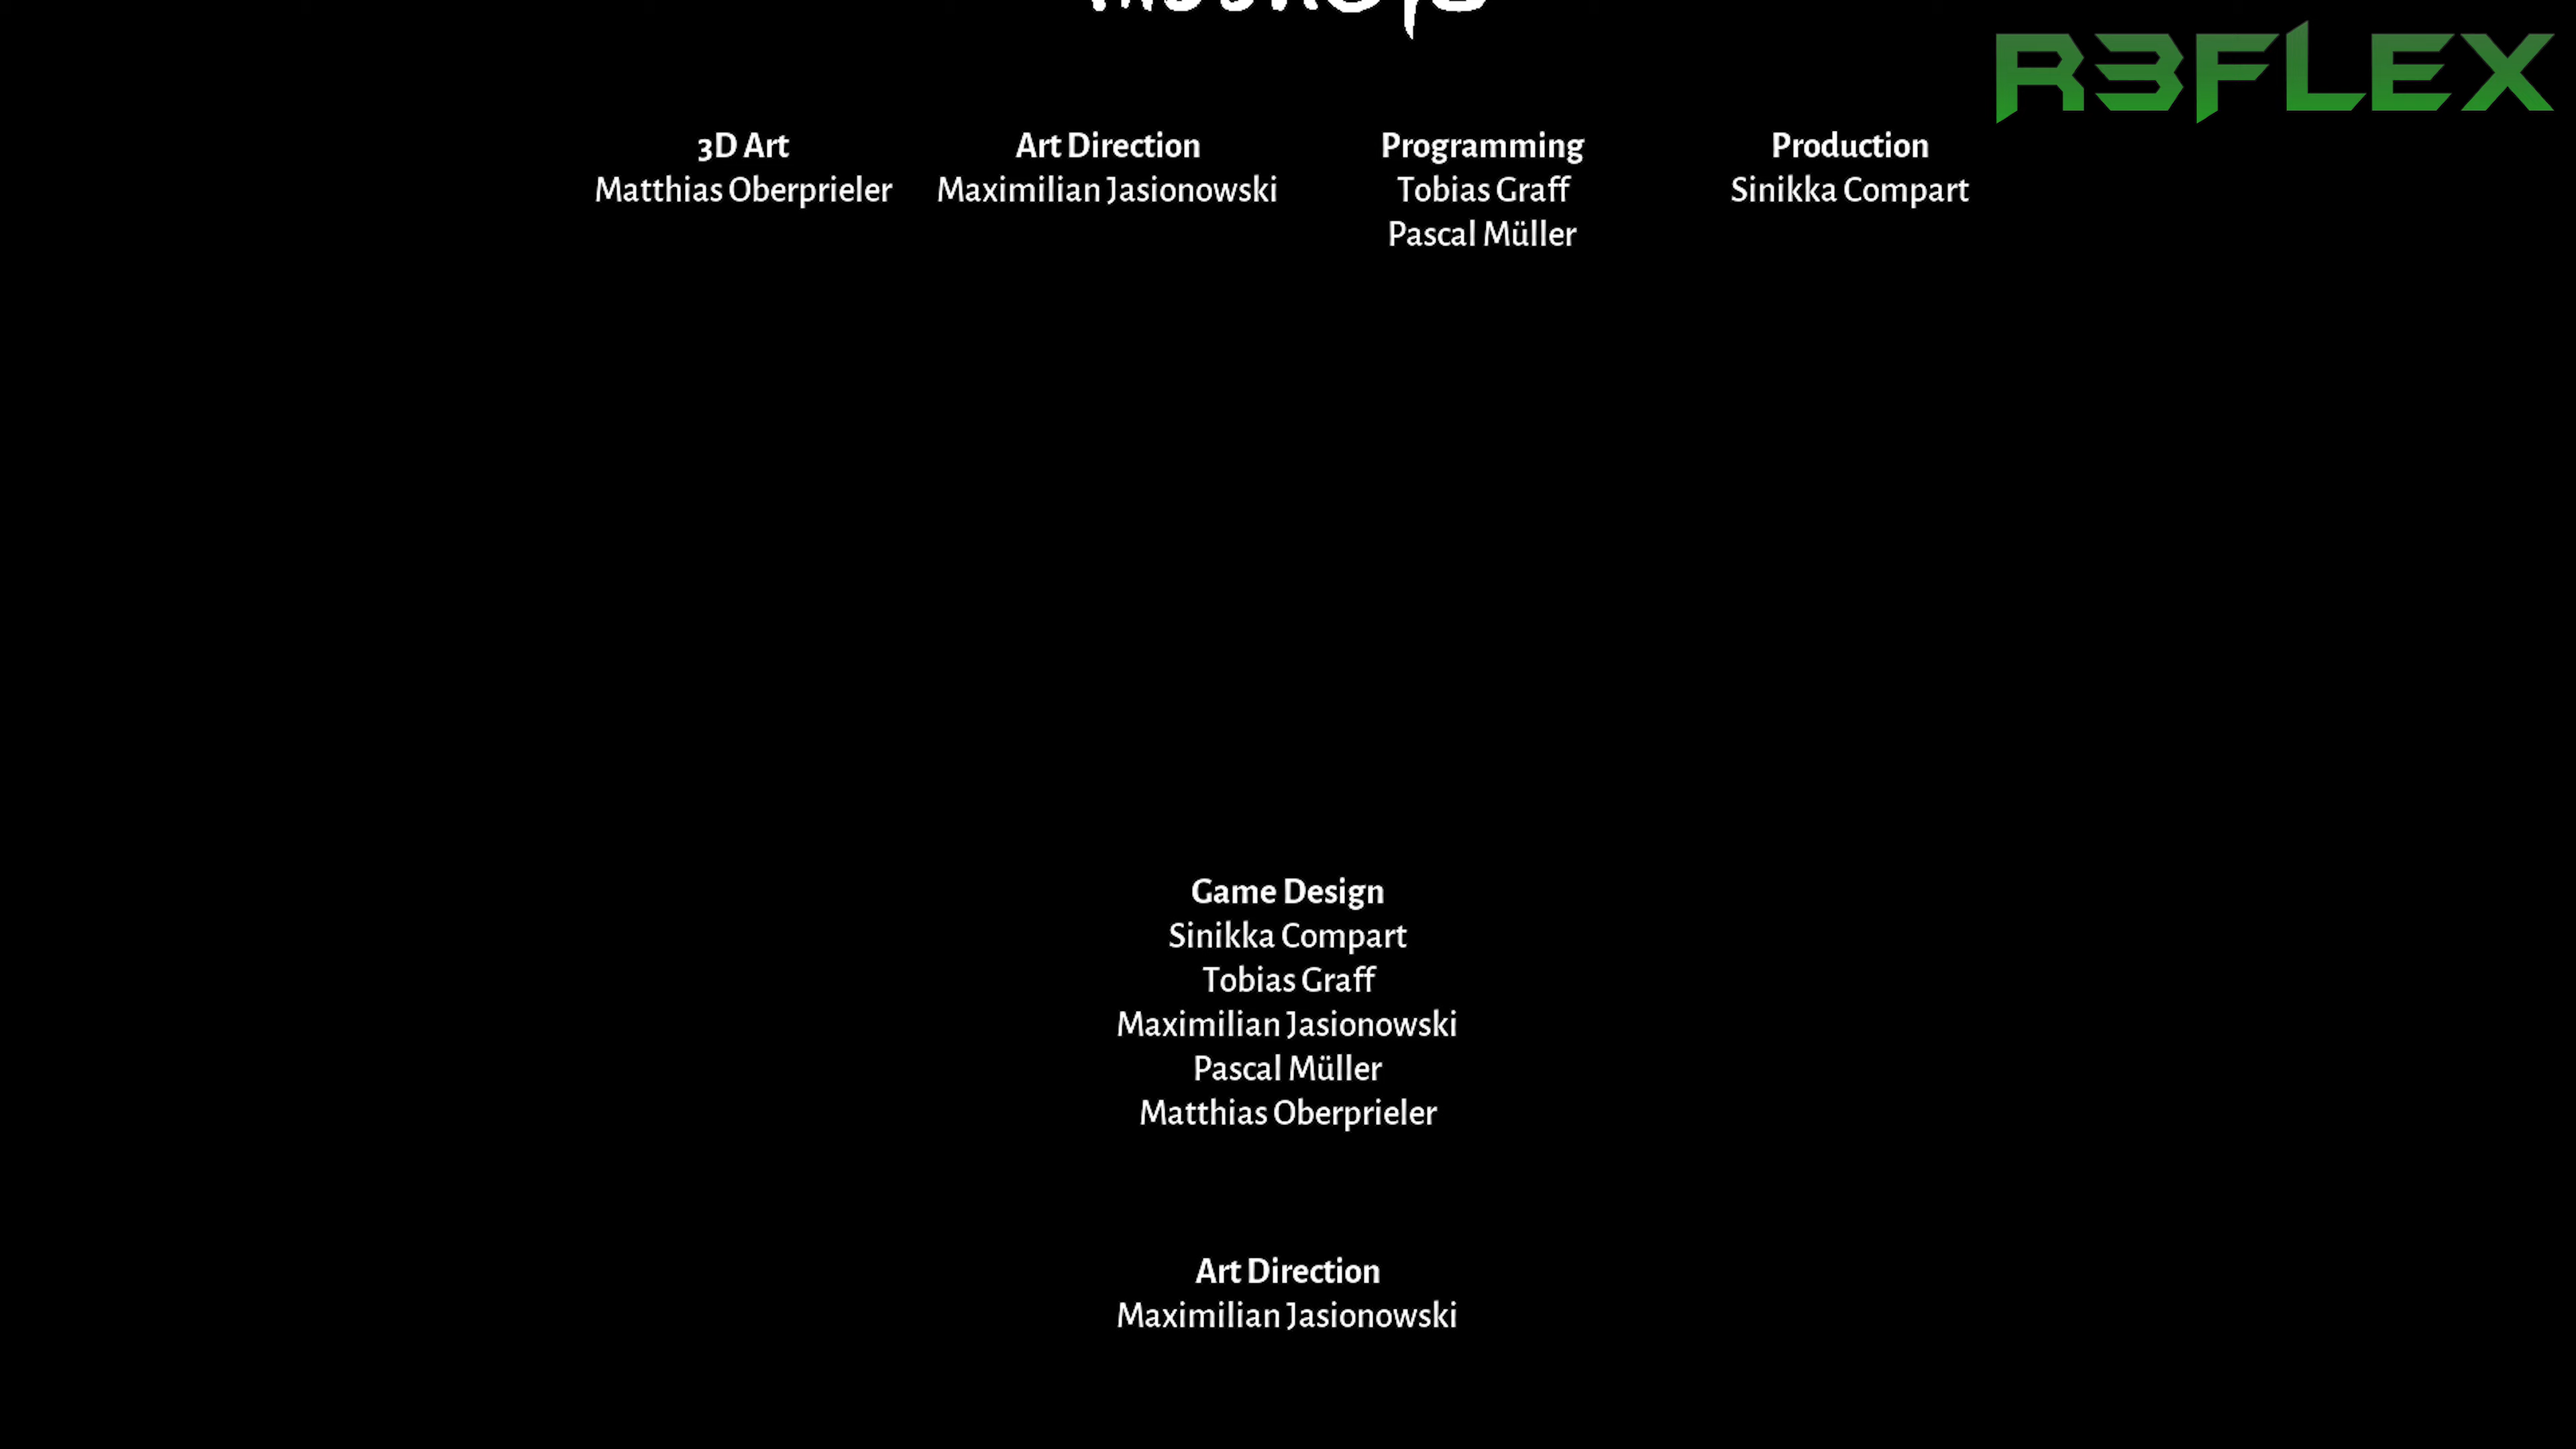 R3FLEX
3D Art
Matthias Oberprieler
Art Direction
Maximilian Jasionowski
Programming
Tobias Graff
Pascal Müller
Production
Sinikka Compart
Game Design
Sinikka Compart
Tobias Graff
Maximilian Jasionowski
Pascal Müller
Matthias Oberprieler
Art Direction
Maximilian Jasionowski